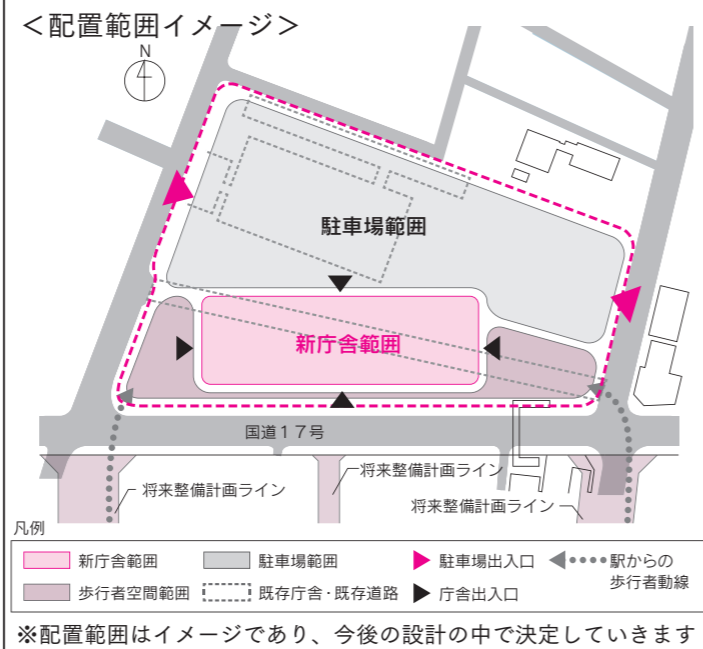 <配置範囲イメージ>
N
駐車場範囲
新庁舎範囲
国道17号
将来整備計画ライン
将来整備計画ライン
将来整備計画ライン
凡例
新庁舎範囲
駐車場範囲
駐車場出入口
駅からの
歩行者動線
歩行者空間範囲
既存庁舎・既存道路
庁舎出入口
※配置範囲はイメージであり、今後の設計の中で決定していきます